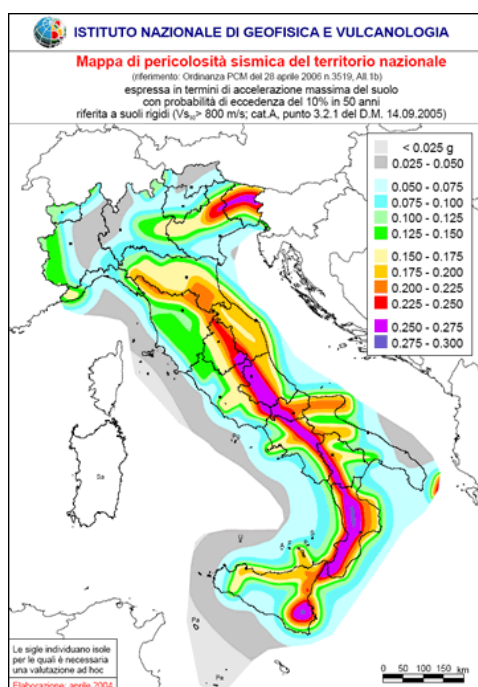 ISTITUTO NAZIONALE DI GEOFISICA E VULCANOLOGIA
Mappa di pericolosità sismica del territorio nazionale
(riferimento: Ordinanza PCM del 28 aprile 2006 n.3519, All.1b)
espressa in termini di accelerazione massima del suolo
con probabilità di eccedenza del 10% in 50 anni
riferita a suoli rigidi (Vs₃₀> 800 m/s; cat.A, punto 3.2.1 del D.M. 14.09.2005)
< 0.025 g
0.025 - 0.050
0.050 - 0.075
0.075 - 0.100
0.100 - 0.125
0.125 - 0.150
0.150 - 0.175
0.175 - 0.200
0.200 - 0.225
0.225 - 0.250
0.250 - 0.275
0.275 - 0.300
Sa
Pa
Pe
Le sigle individuano isole
per le quali è necessaria
una valutazione ad hoc
Elaborazione: aprile 2004
0 50 100 150 km